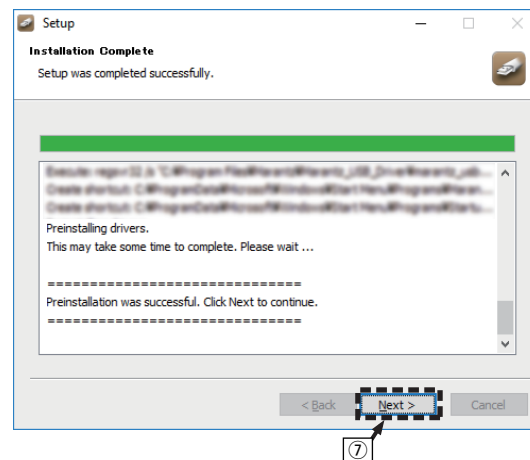 Setup
Installation Complete
Setup was completed successfully.
Preinstalling drivers.
This may take some time to complete. Please wait ...
==============================
Preinstallation was successful. Click Next to continue.
==============================
< Back
Next >
Cancel
⑦